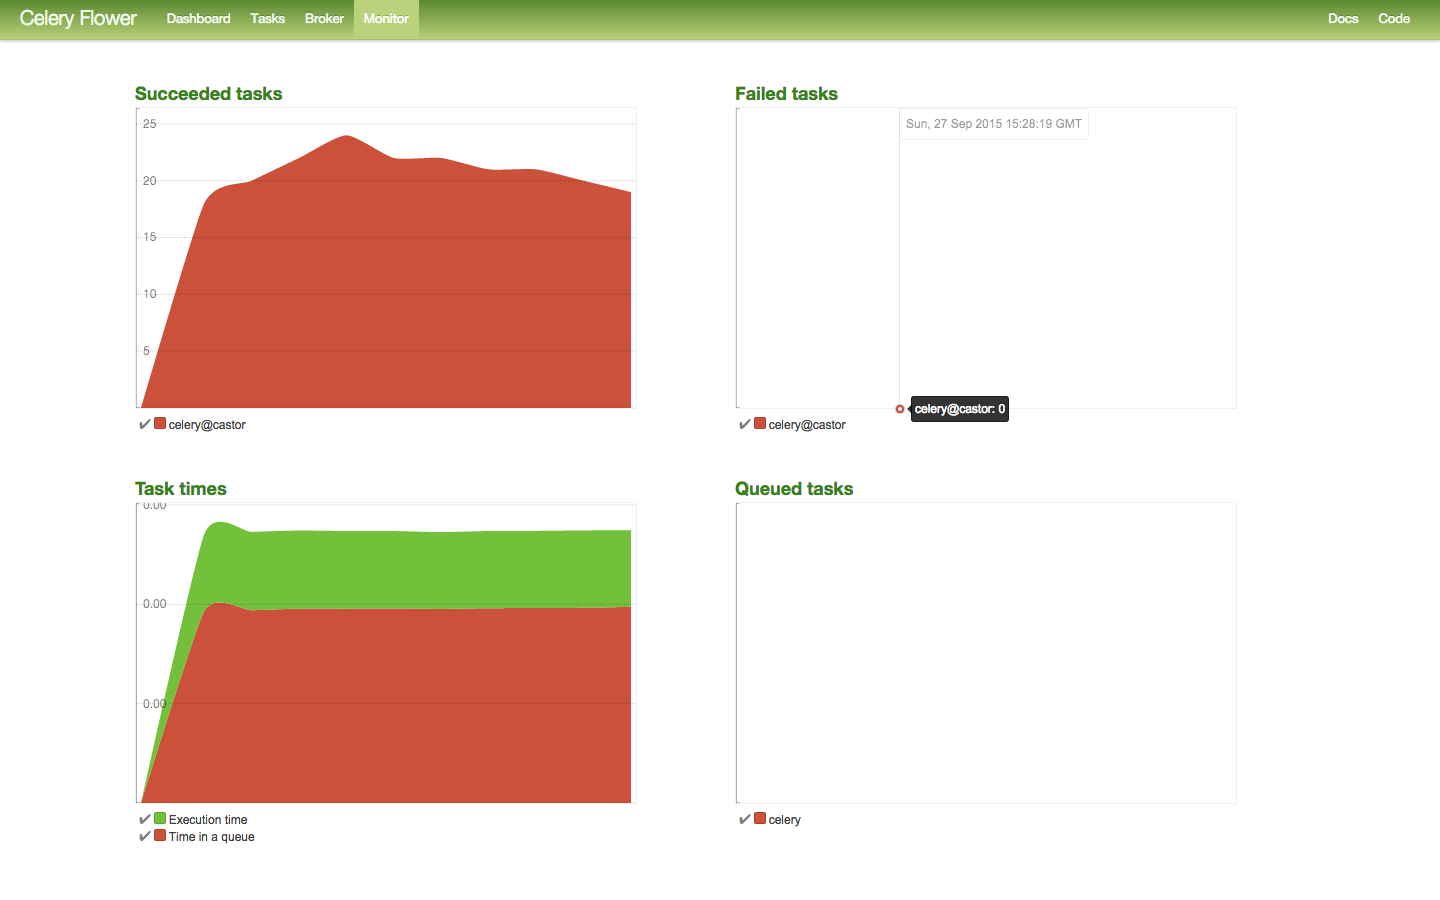 Celery Flower Dashboard Tasks Broker Monitor Docs Code
Succeeded tasks
25
20
15
10
5
celery@castor
Failed tasks
Sun, 27 Sep 2015 15:28:19 GMT
celery@castor: 0
celery@castor
Task times
0.00
0.00
0.00
Execution time
Time in a queue
Queued tasks
celery